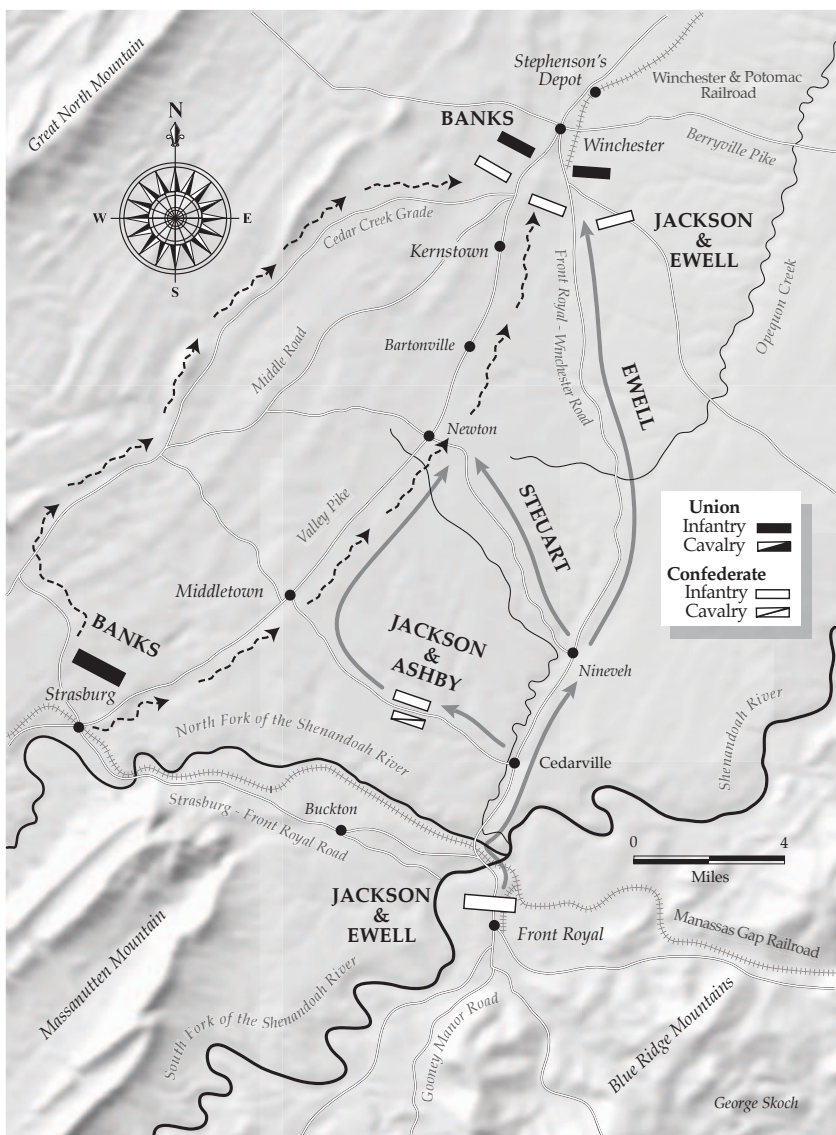 Great North Mountain
N
W
E
S
Stephenson's
Depot
Winchester & Potomac
Railroad
BANKS
Winchester
Berryville Pike
Cedar Creek Grade
JACKSON
&
EWELL
Kernstown
Front Royal - Winchester Road
Opequon Creek
Middle Road
Bartonville
EWELL
Newton
Valley Pike
STEUART
Union
Infantry
Cavalry
Confederate
Infantry
Cavalry
Middletown
BANKS
JACKSON
&
ASHBY
Strasburg
Nineveh
North Fork of the Shenandoah River
Shenandoah River
Cedarville
Buckton
Strasburg - Front Royal Road
0
4
Miles
JACKSON
&
EWELL
Front Royal
Manassas Gap Railroad
Massanutten Mountain
South Fork of the Shenandoah River
Gooney Manor Road
Blue Ridge Mountains
George Skoch